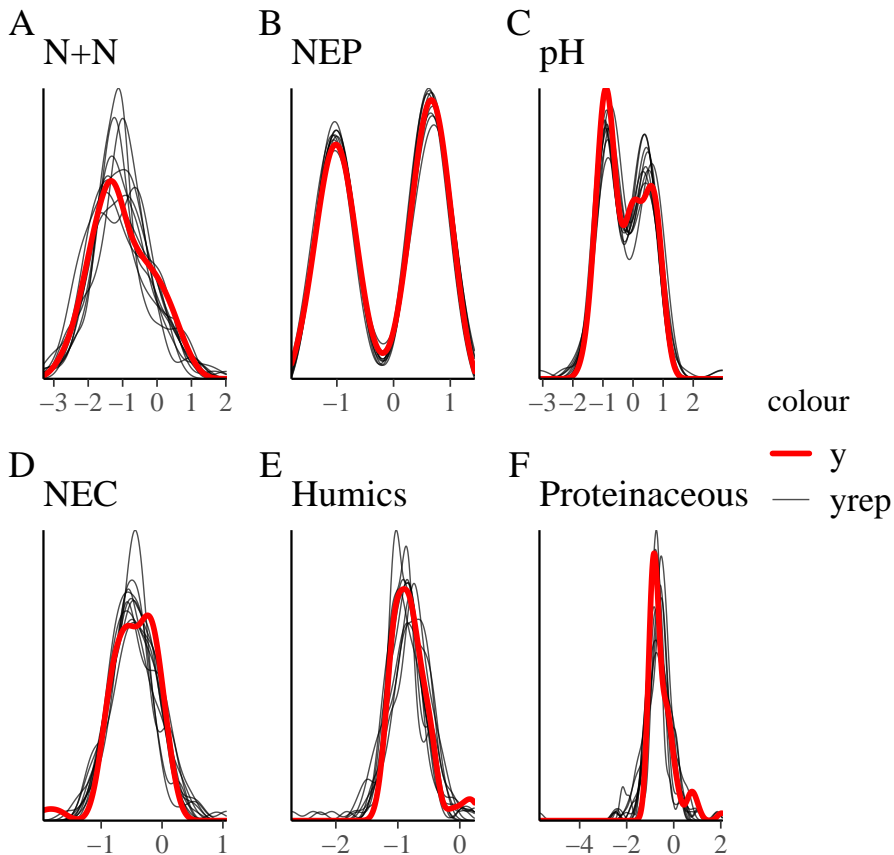 A B C
N+N NEP pH
−3 −2 −1 0 1 2
−1 0 1
−3 −2 −1 0 1 2
colour
y
yrep
D E F
NEC Humics Proteinaceous
−1 0 1
−2 −1 0
−4 −2 0 2